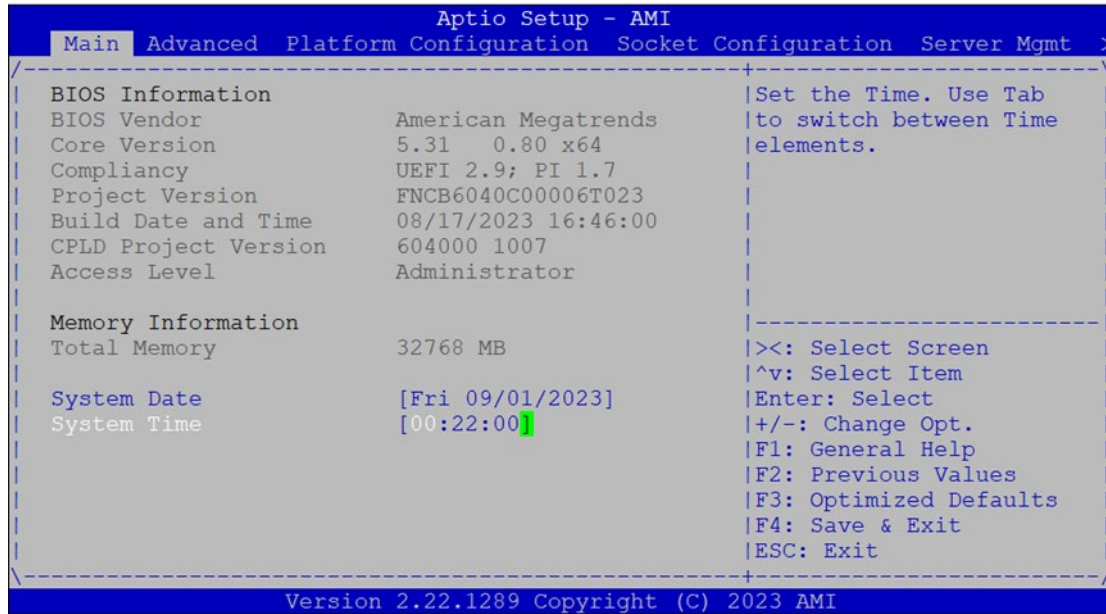 Aptio Setup - AMI
Main Advanced Platform Configuration Socket Configuration Server Mgmt >
BIOS Information
BIOS Vendor American Megatrends
Core Version 5.31 0.80 x64
Compliancy UEFI 2.9; PI 1.7
Project Version FNCB6040C00006T023
Build Date and Time 08/17/2023 16:46:00
CPLD Project Version 604000 1007
Access Level Administrator
Memory Information
Total Memory 32768 MB
System Date [Fri 09/01/2023]
System Time [00:22:00]
Set the Time. Use Tab
to switch between Time
elements.
><: Select Screen
^v: Select Item
Enter: Select
+/-: Change Opt.
F1: General Help
F2: Previous Values
F3: Optimized Defaults
F4: Save & Exit
ESC: Exit
Version 2.22.1289 Copyright (C) 2023 AMI